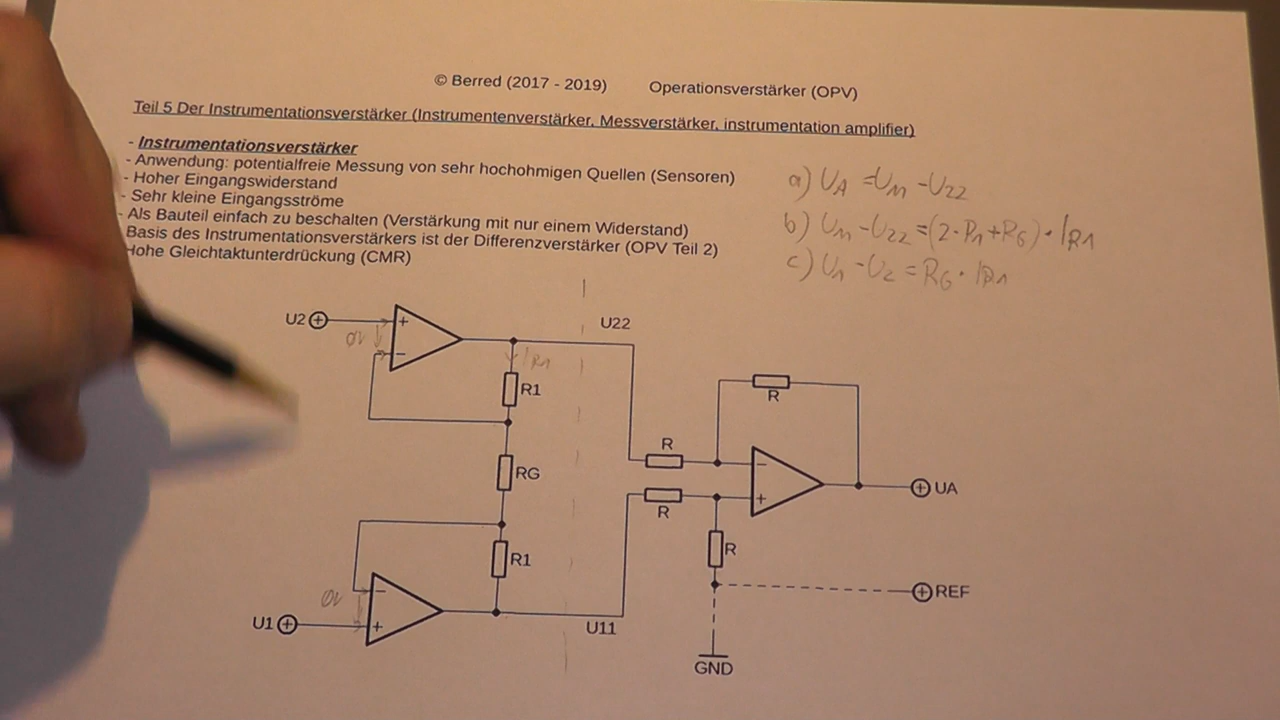 © Berred (2017 - 2019) Operationsverstärker (OPV)
Teil 5 Der Instrumentationsverstärker (Instrumentenverstärker, Messverstärker, instrumentation amplifier)
- Instrumentationsverstärker
- Anwendung: potentialfreie Messung von sehr hochohmigen Quellen (Sensoren)
- Hoher Eingangswiderstand
- Sehr kleine Eingangsströme
- Als Bauteil einfach zu beschalten (Verstärkung mit nur einem Widerstand)
Basis des Instrumentationsverstärkers ist der Differenzverstärker (OPV Teil 2)
Hohe Gleichtaktunterdrückung (CMR)
a) UA = U11 - U22
b) U11 - U22 = (2·R1+RG)·IR1
c) U1 - U2 = RG·IR1
U2
+
0V
-
U22
IR1
R1
R
R
RG
-
+
UA
R
R
R1
0V
-
REF
U1
+
U11
GND